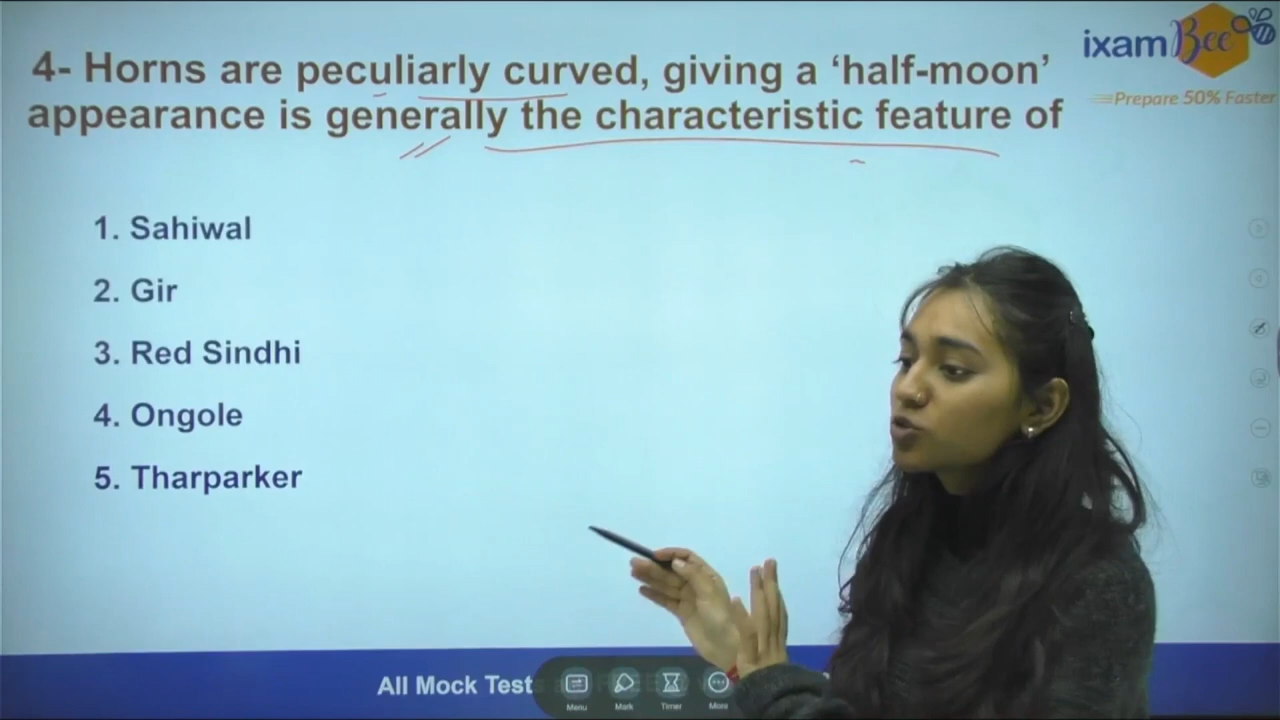 ixamBee
Prepare 50% Faster
4- Horns are peculiarly curved, giving a ‘half-moon’
appearance is generally the characteristic feature of
1. Sahiwal
2. Gir
3. Red Sindhi
4. Ongole
5. Tharparker
All Mock Test
Menu Mark Timer More